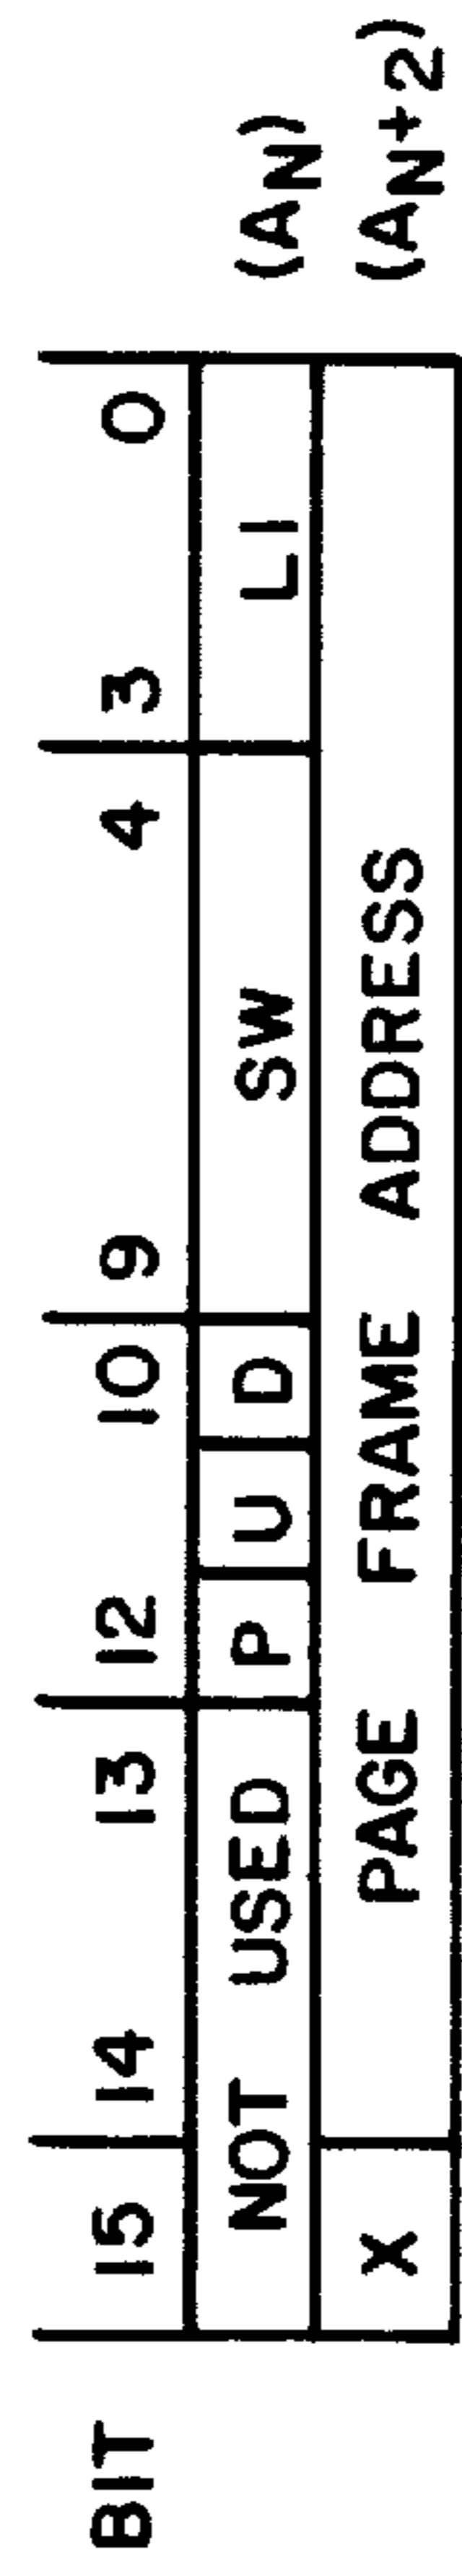 BIT 15 14 13 12 10 9 4 3 0
NOT USED P U D SW LI (AN)
X PAGE FRAME ADDRESS (AN+2)